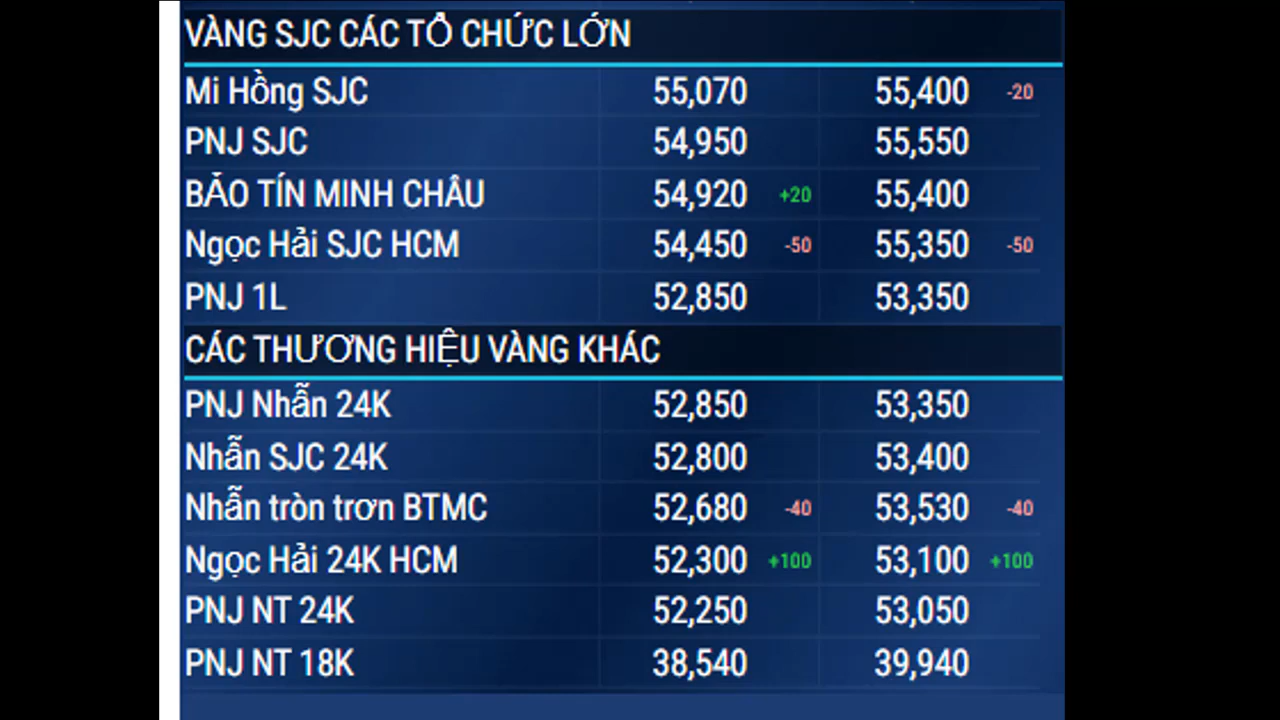 VÀNG SJC CÁC TỔ CHỨC LỚN
Mi Hồng SJC 55,070 55,400 -20
PNJ SJC 54,950 55,550
BẢO TÍN MINH CHÂU 54,920 +20 55,400
Ngọc Hải SJC HCM 54,450 -50 55,350 -50
PNJ 1L 52,850 53,350
CÁC THƯƠNG HIỆU VÀNG KHÁC
PNJ Nhẫn 24K 52,850 53,350
Nhẫn SJC 24K 52,800 53,400
Nhẫn tròn trơn BTMC 52,680 -40 53,530 -40
Ngọc Hải 24K HCM 52,300 +100 53,100 +100
PNJ NT 24K 52,250 53,050
PNJ NT 18K 38,540 39,940